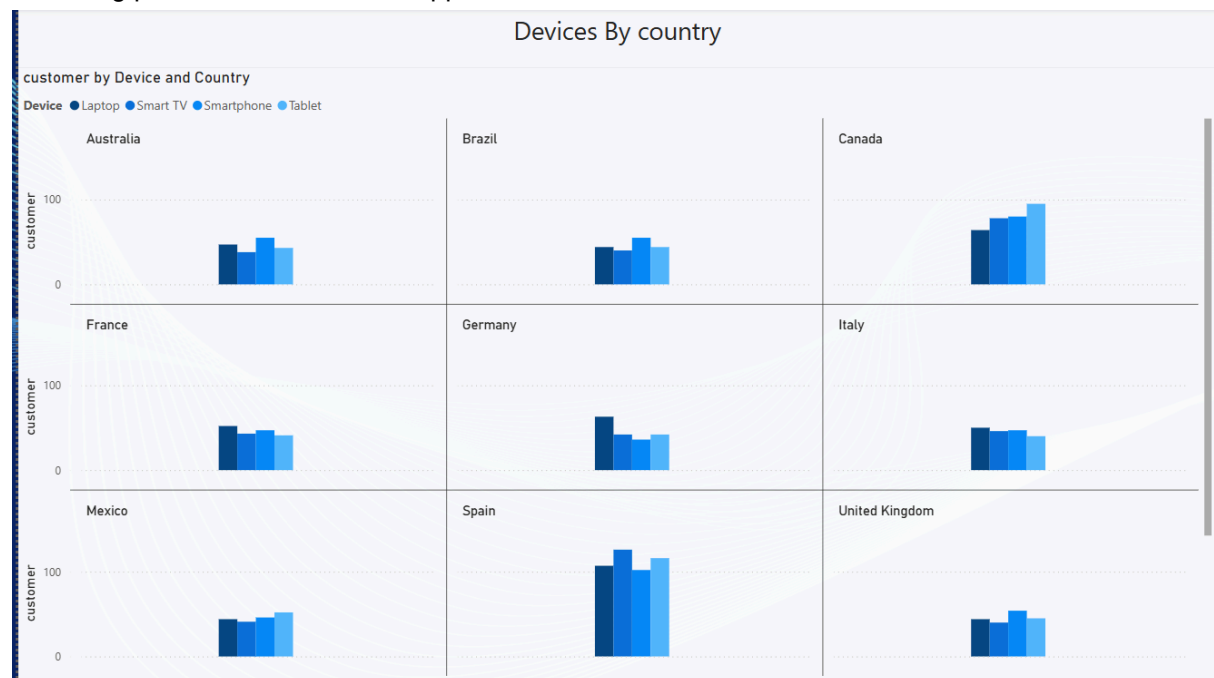 Devices By country
customer by Device and Country
Device Laptop Smart TV Smartphone Tablet
Australia Brazil Canada
customer
100
0
France Germany Italy
customer
100
0
Mexico Spain United Kingdom
customer
100
0